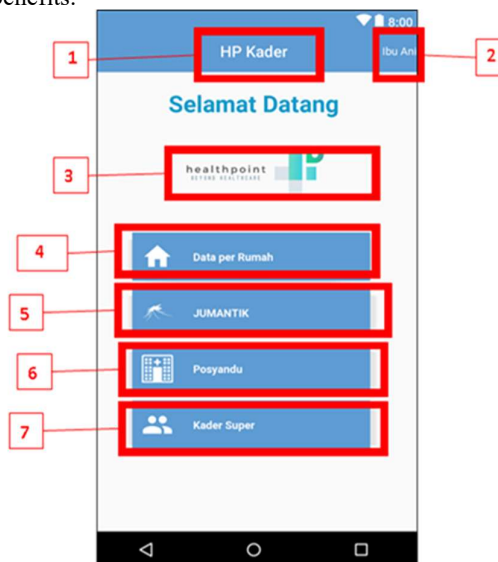 benefits.
8:00
1
HP Kader
Ibu Ani
2
Selamat Datang
3
healthpoint
BEYOND HEALTHCARE
4
Data per Rumah
5
JUMANTIK
6
Posyandu
7
Kader Super